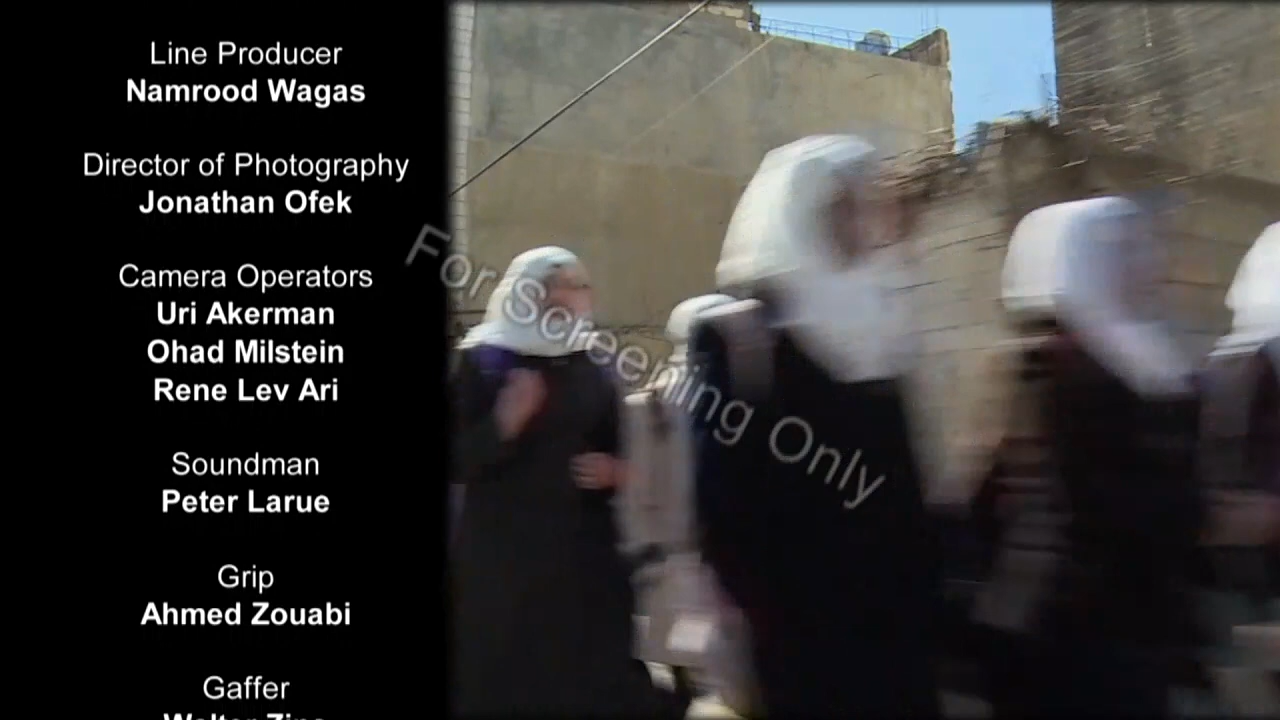 Line Producer
Namrood Wagas
Director of Photography
Jonathan Ofek
Camera Operators
Uri Akerman
Ohad Milstein
Rene Lev Ari
Soundman
Peter Larue
Grip
Ahmed Zouabi
Gaffer
For Screening Only